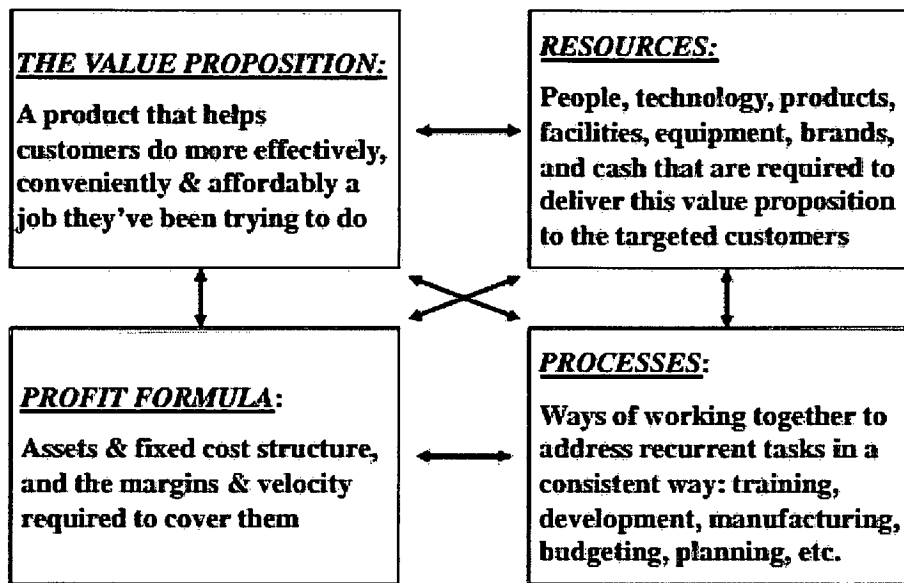 THE VALUE PROPOSITION:
A product that helps
customers do more effectively,
conveniently & affordably a
job they've been trying to do
RESOURCES:
People, technology, products,
facilities, equipment, brands,
and cash that are required to
deliver this value proposition
to the targeted customers
PROFIT FORMULA:
Assets & fixed cost structure,
and the margins & velocity
required to cover them
PROCESSES:
Ways of working together to
address recurrent tasks in a
consistent way: training,
development, manufacturing,
budgeting, planning, etc.